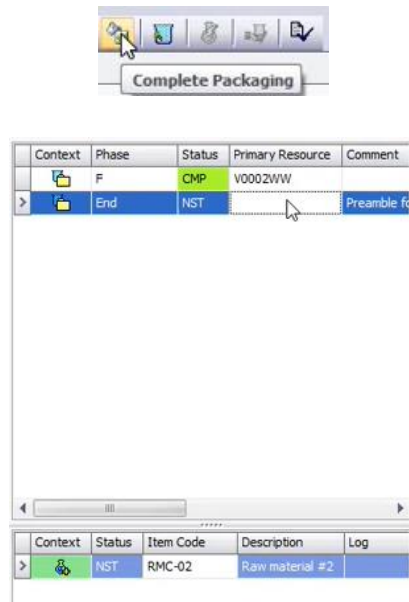 Complete Packaging
Context Phase Status Primary Resource Comment
F CMP V0002WW
End NST Preamble fo
Context Status Item Code Description Log
NST RMC-02 Raw material #2